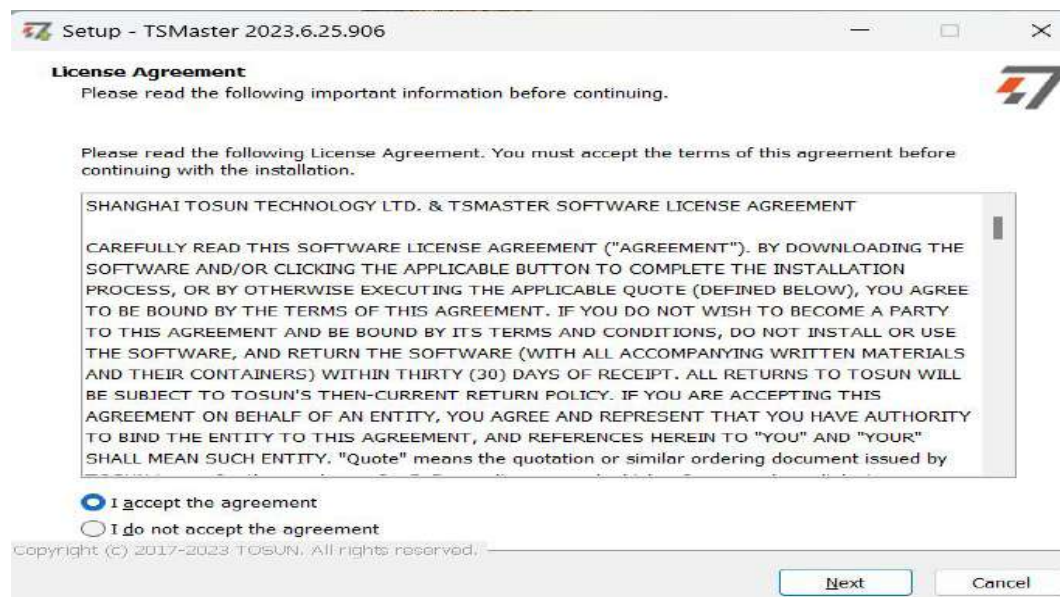 Setup - TSMaster 2023.6.25.906
License Agreement
Please read the following important information before continuing.
Please read the following License Agreement. You must accept the terms of this agreement before
continuing with the installation.
SHANGHAI TOSUN TECHNOLOGY LTD. & TSMASTER SOFTWARE LICENSE AGREEMENT
CAREFULLY READ THIS SOFTWARE LICENSE AGREEMENT ("AGREEMENT"). BY DOWNLOADING THE
SOFTWARE AND/OR CLICKING THE APPLICABLE BUTTON TO COMPLETE THE INSTALLATION
PROCESS, OR BY OTHERWISE EXECUTING THE APPLICABLE QUOTE (DEFINED BELOW), YOU AGREE
TO BE BOUND BY THE TERMS OF THIS AGREEMENT. IF YOU DO NOT WISH TO BECOME A PARTY
TO THIS AGREEMENT AND BE BOUND BY ITS TERMS AND CONDITIONS, DO NOT INSTALL OR USE
THE SOFTWARE, AND RETURN THE SOFTWARE (WITH ALL ACCOMPANYING WRITTEN MATERIALS
AND THEIR CONTAINERS) WITHIN THIRTY (30) DAYS OF RECEIPT. ALL RETURNS TO TOSUN WILL
BE SUBJECT TO TOSUN'S THEN-CURRENT RETURN POLICY. IF YOU ARE ACCEPTING THIS
AGREEMENT ON BEHALF OF AN ENTITY, YOU AGREE AND REPRESENT THAT YOU HAVE AUTHORITY
TO BIND THE ENTITY TO THIS AGREEMENT, AND REFERENCES HEREIN TO "YOU" AND "YOUR"
SHALL MEAN SUCH ENTITY. "Quote" means the quotation or similar ordering document issued by
I accept the agreement
I do not accept the agreement
Copyright (c) 2017-2023 TOSUN. All rights reserved.
Next
Cancel